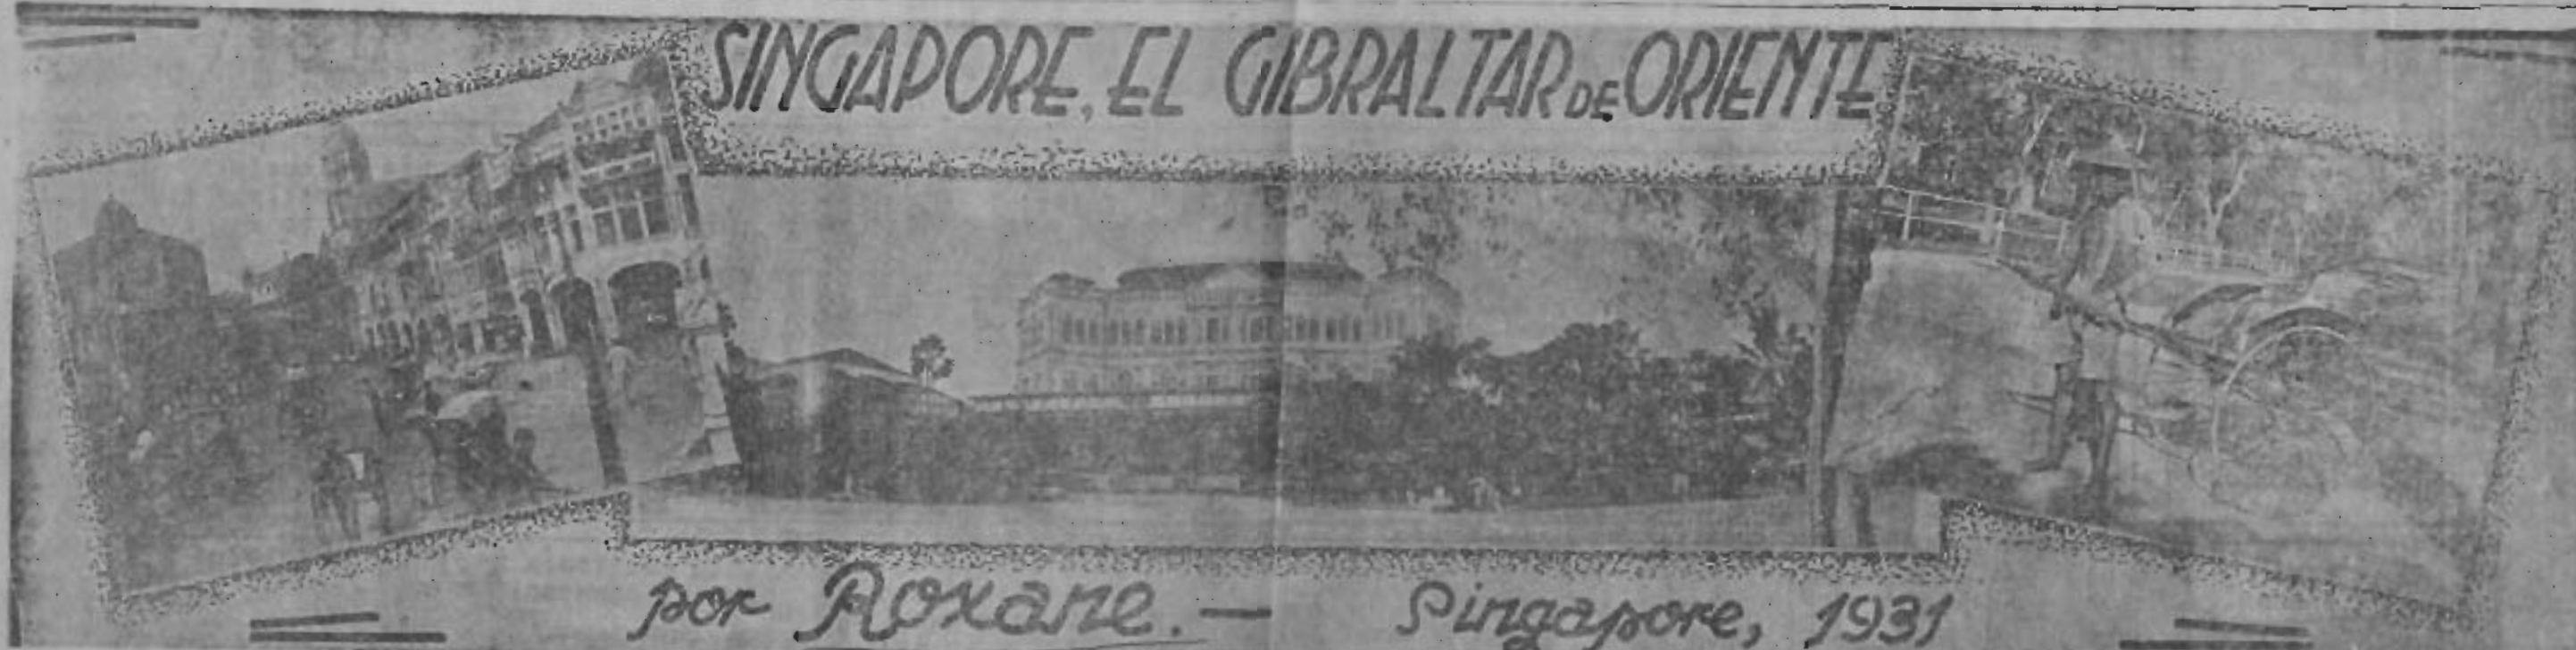 SINGAPORE, EL GIBRALTAR DE ORIENTE
por Roxane. — Singapore, 1931